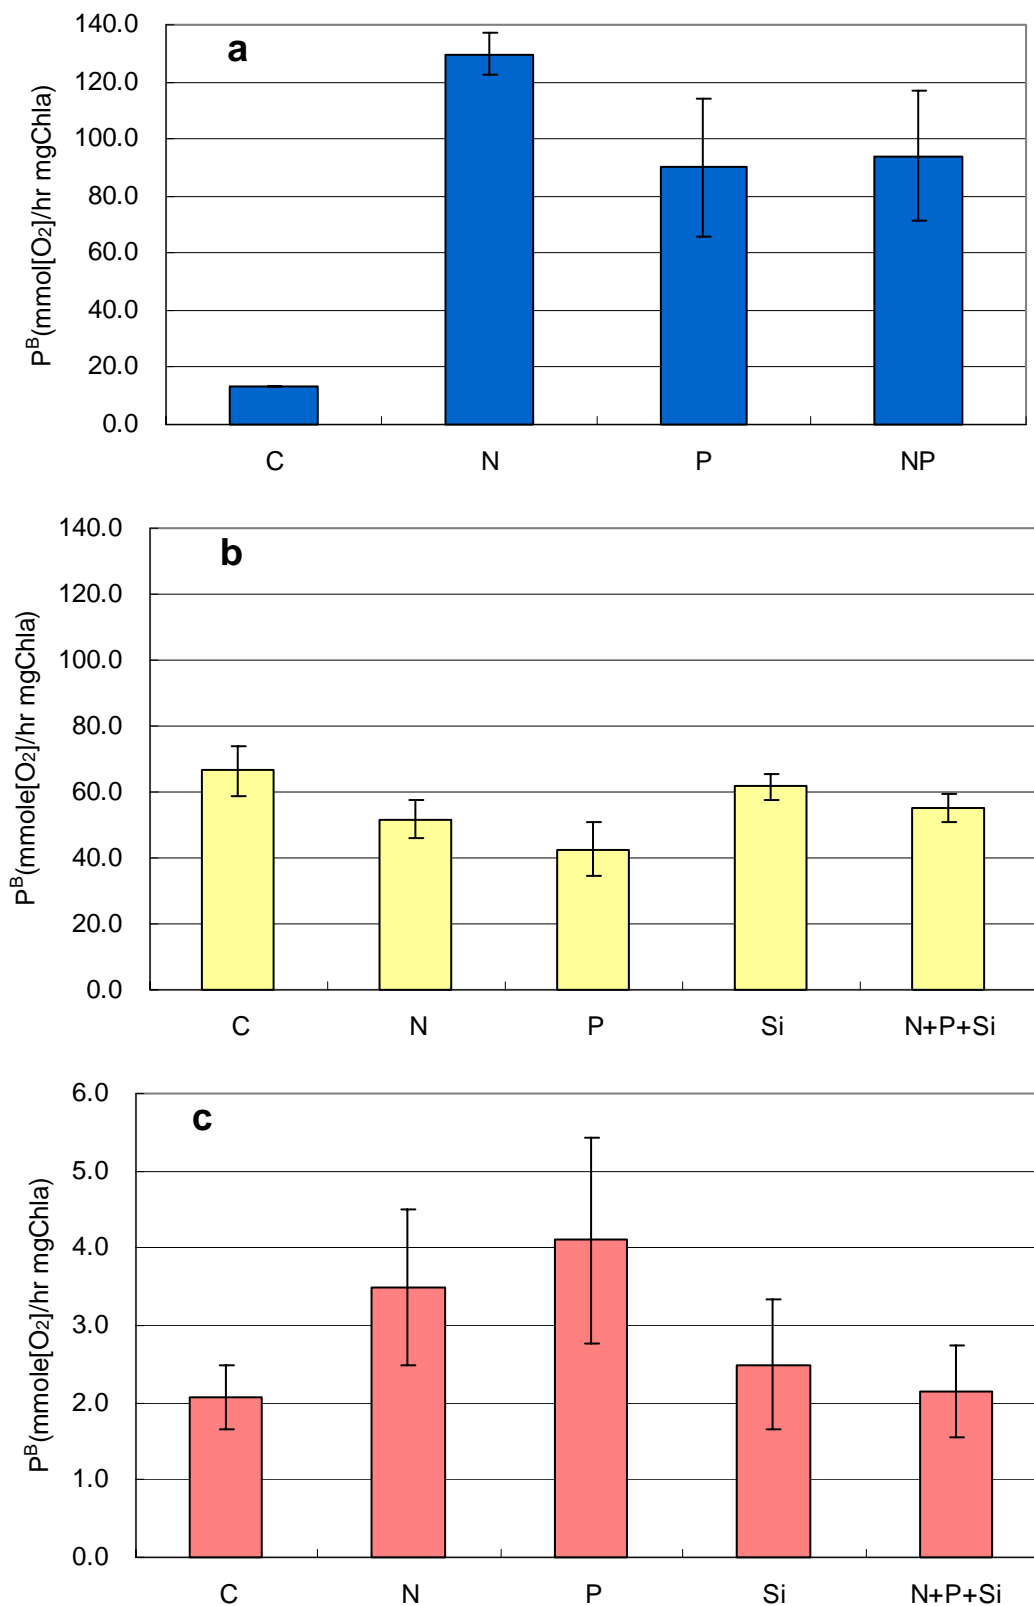 a
140.0
120.0
100.0
80.0
60.0
40.0
20.0
0.0
P^B(mmol[O2]/hr mgChla)
C N P NP
b
140.0
120.0
100.0
80.0
60.0
40.0
20.0
0.0
P^B(mmole[O2]/hr mgChla)
C N P Si N+P+Si
c
6.0
5.0
4.0
3.0
2.0
1.0
0.0
P^B(mmole[O2]/hr mgChla)
C N P Si N+P+Si